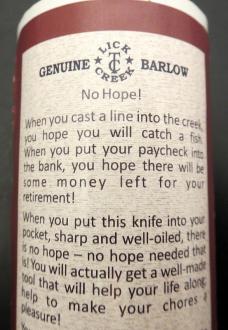 LICK
GENUINE TC BARLOW
CREEK
No Hope!
When you cast a line into the creek,
you hope you will catch a fish.
When you put your paycheck into
the bank, you hope there will be
some money left for your
retirement!
When you put this knife into your
pocket, sharp and well-oiled, there
is no hope – no hope needed that
is! You will actually get a well-made
tool that will help your life along,
help to make your chores a
pleasure!